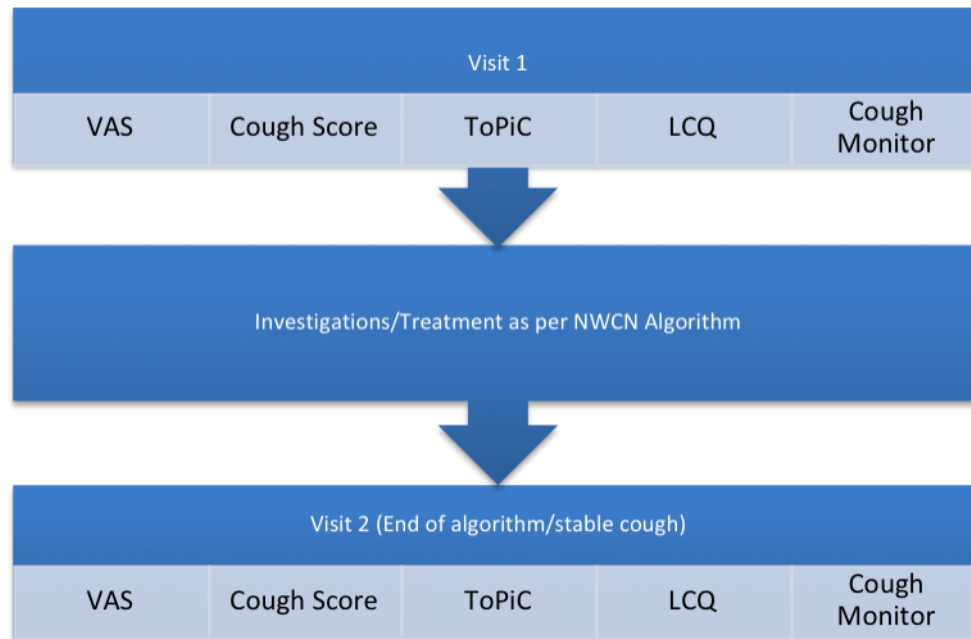 Visit 1
VAS
Cough Score
ToPiC
LCQ
Cough
Monitor
Investigations/Treatment as per NWCN Algorithm
Visit 2 (End of algorithm/stable cough)
VAS
Cough Score
ToPiC
LCQ
Cough
Monitor